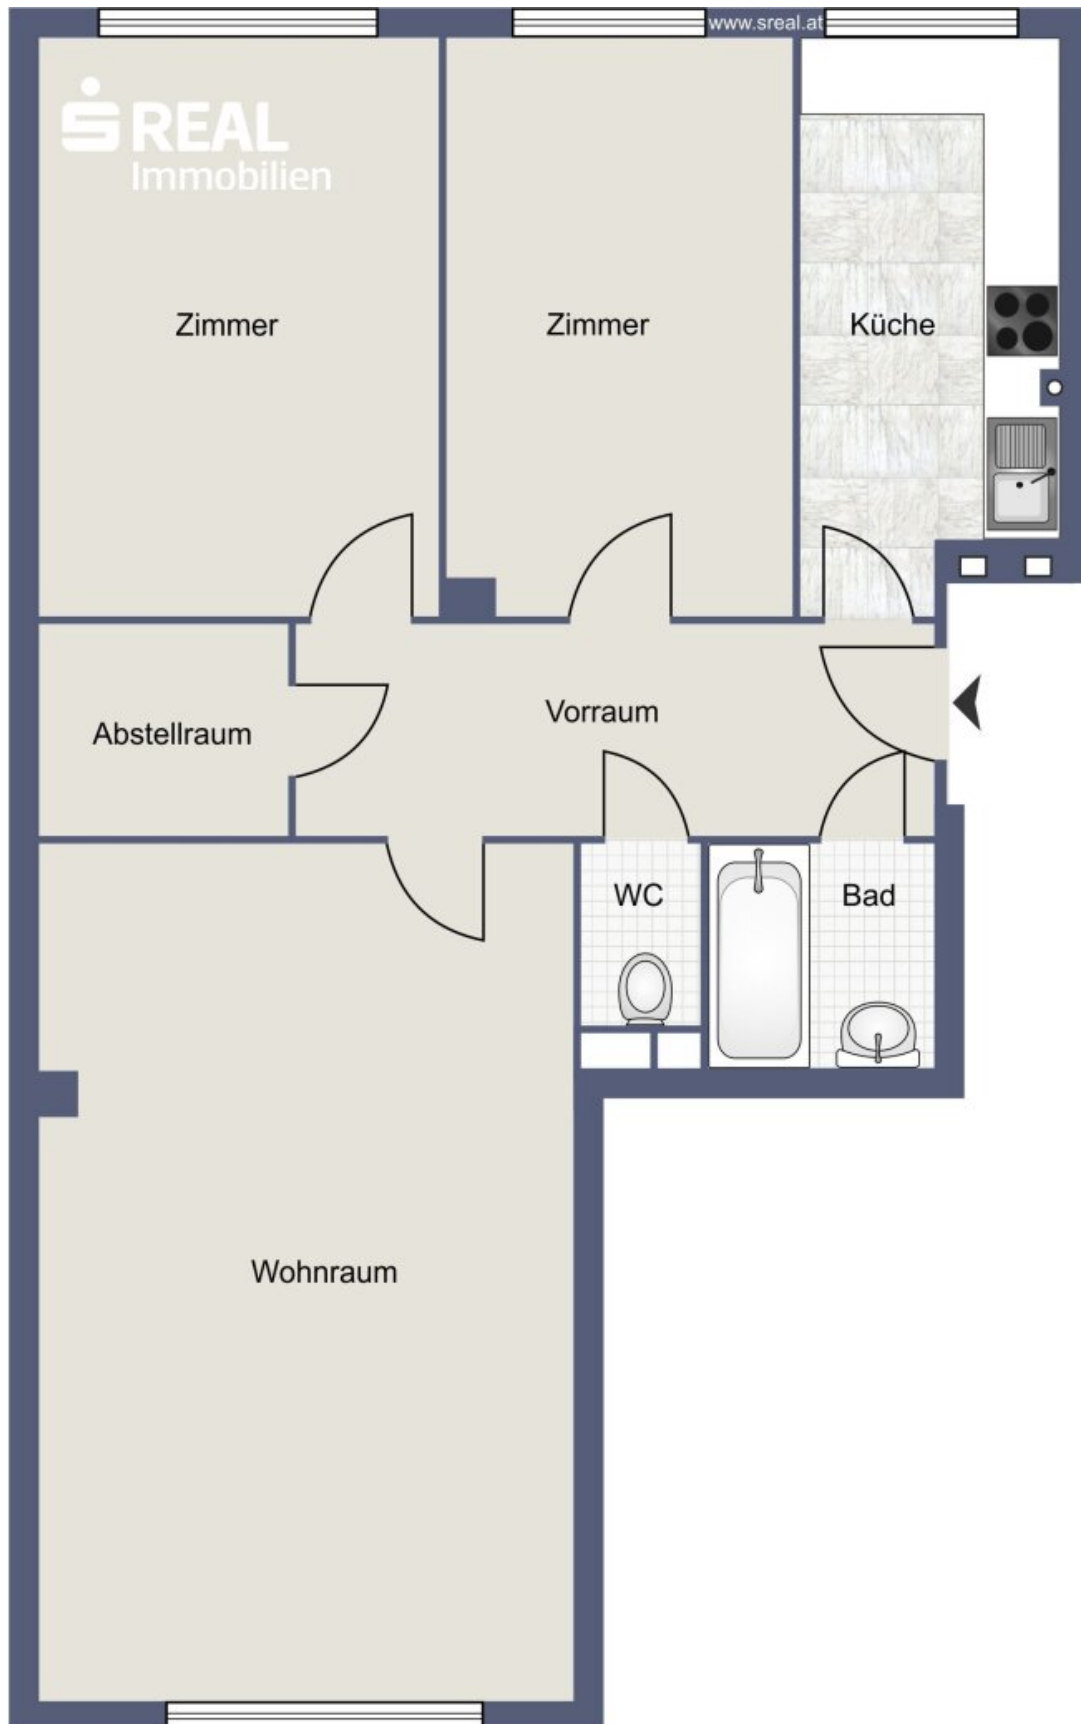 www.sreal.at
S REAL
Immobilien
Zimmer
Zimmer
Küche
Vorraum
Abstellraum
WC
Bad
Wohnraum